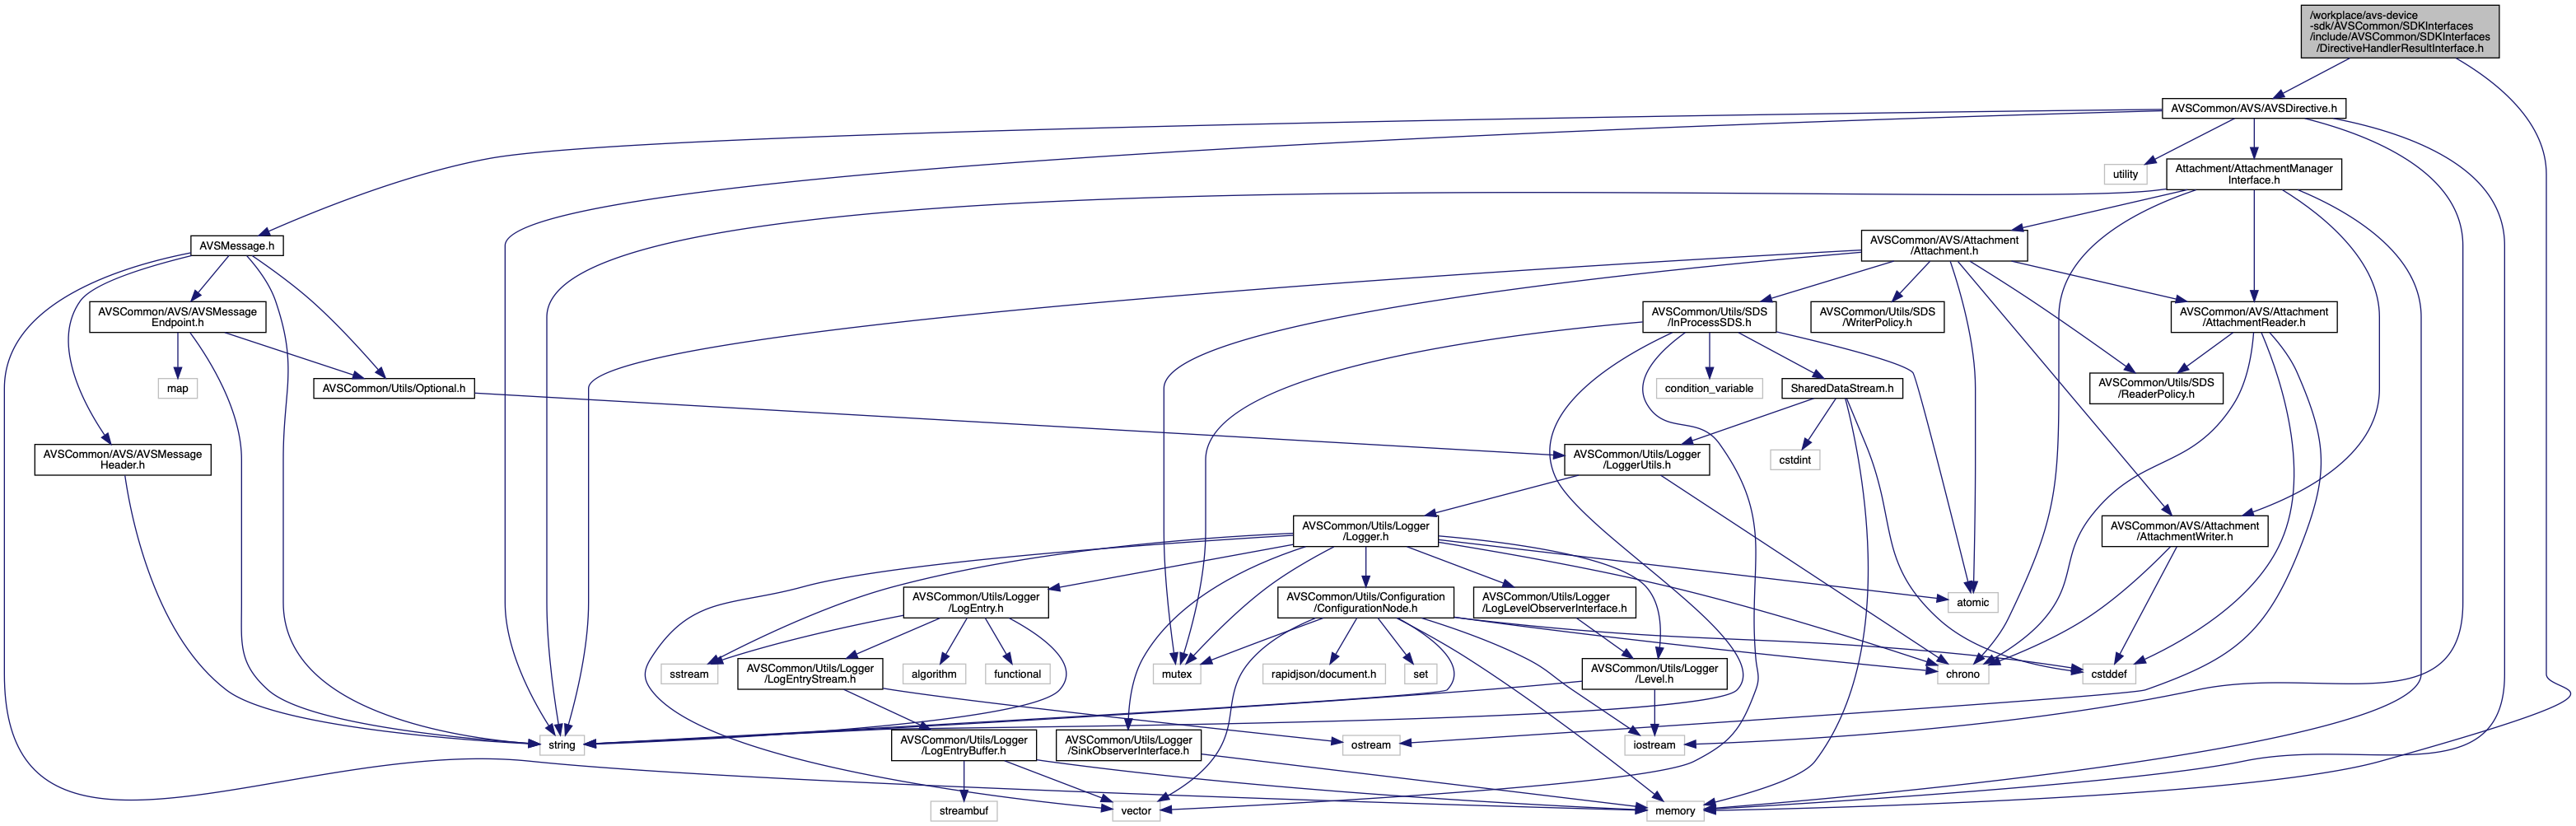 /workplace/avs-device
-sdk/AVSCommon/SDKInterfaces
/include/AVSCommon/SDKInterfaces
/DirectiveHandlerResultInterface.h
AVSCommon/AVS/AVSDirective.h
utility
Attachment/AttachmentManager
Interface.h
AVSMessage.h
AVSCommon/AVS/Attachment
/Attachment.h
AVSCommon/AVS/AVSMessage
Endpoint.h
AVSCommon/Utils/SDS
/InProcessSDS.h
AVSCommon/Utils/SDS
/WriterPolicy.h
AVSCommon/AVS/Attachment
/AttachmentReader.h
map
AVSCommon/Utils/Optional.h
condition_variable
SharedDataStream.h
AVSCommon/Utils/SDS
/ReaderPolicy.h
AVSCommon/AVS/AVSMessage
Header.h
AVSCommon/Utils/Logger
/LoggerUtils.h
cstdint
AVSCommon/Utils/Logger
/Logger.h
AVSCommon/AVS/Attachment
/AttachmentWriter.h
AVSCommon/Utils/Logger
/LogEntry.h
AVSCommon/Utils/Configuration
/ConfigurationNode.h
AVSCommon/Utils/Logger
/LogLevelObserverInterface.h
atomic
sstream
AVSCommon/Utils/Logger
/LogEntryStream.h
algorithm
functional
mutex
rapidjson/document.h
set
AVSCommon/Utils/Logger
/Level.h
chrono
cstddef
string
AVSCommon/Utils/Logger
/LogEntryBuffer.h
AVSCommon/Utils/Logger
/SinkObserverInterface.h
ostream
iostream
streambuf
vector
memory